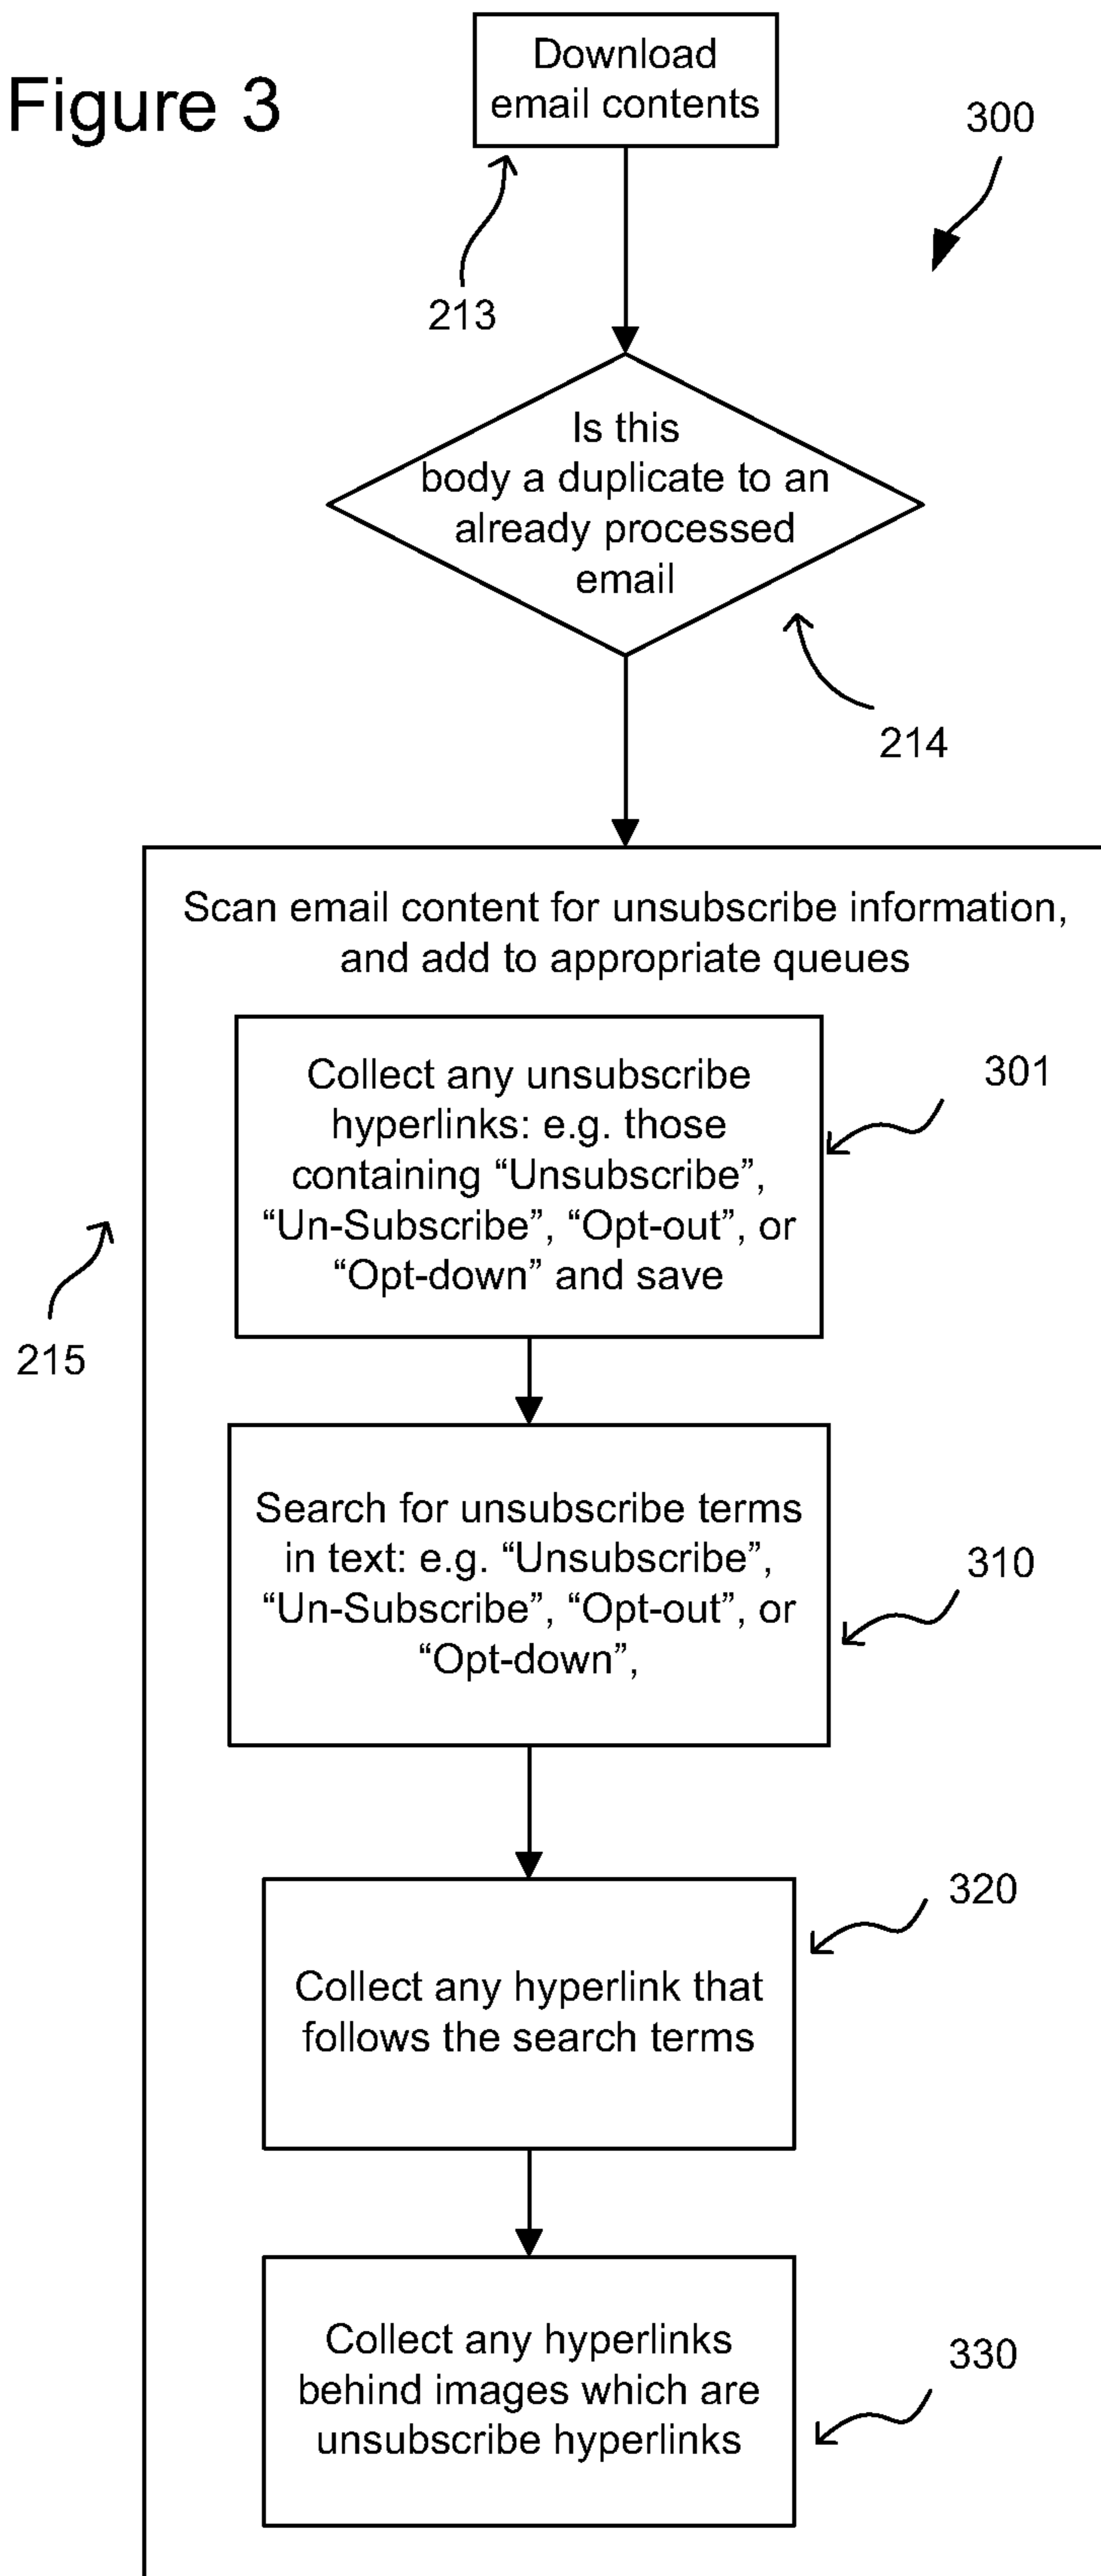 Figure 3
Download
email contents
300
213
Is this
body a duplicate to an
already processed
email
214
Scan email content for unsubscribe information,
and add to appropriate queues
Collect any unsubscribe
hyperlinks: e.g. those
containing “Unsubscribe”,
“Un-Subscribe”, “Opt-out”, or
“Opt-down” and save
301
215
Search for unsubscribe terms
in text: e.g. “Unsubscribe”,
“Un-Subscribe”, “Opt-out”, or
“Opt-down”,
310
320
Collect any hyperlink that
follows the search terms
Collect any hyperlinks
behind images which are
unsubscribe hyperlinks
330